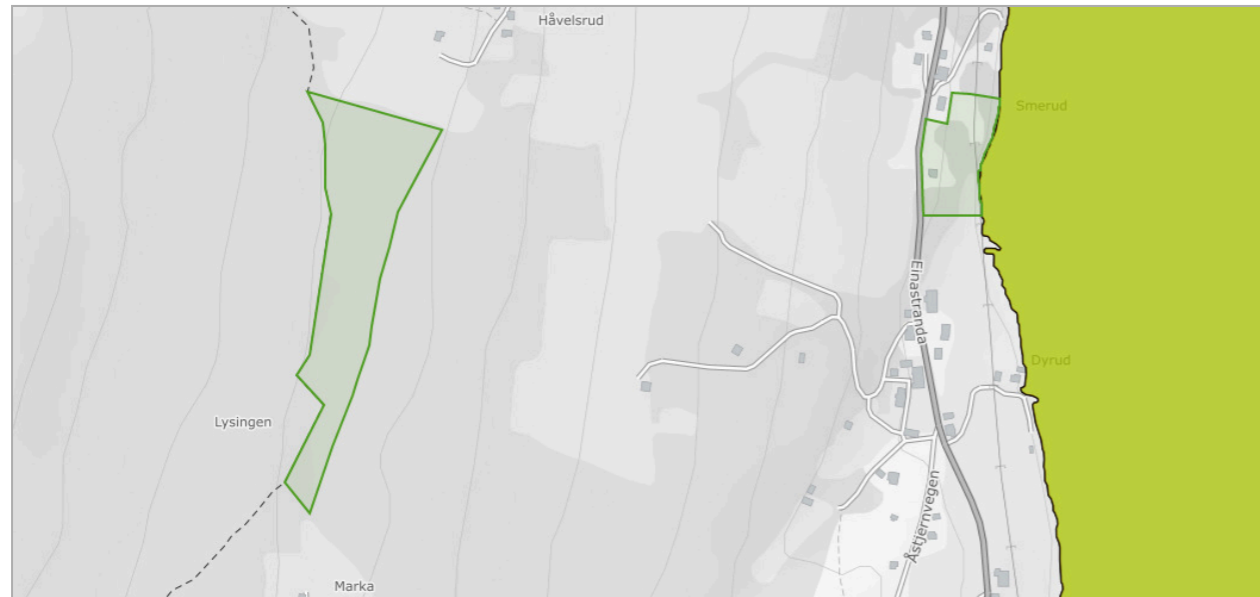 Håvelsrud
Smerud
Einastranda
Dyrud
Lysingen
Åstjernvegen
Marka